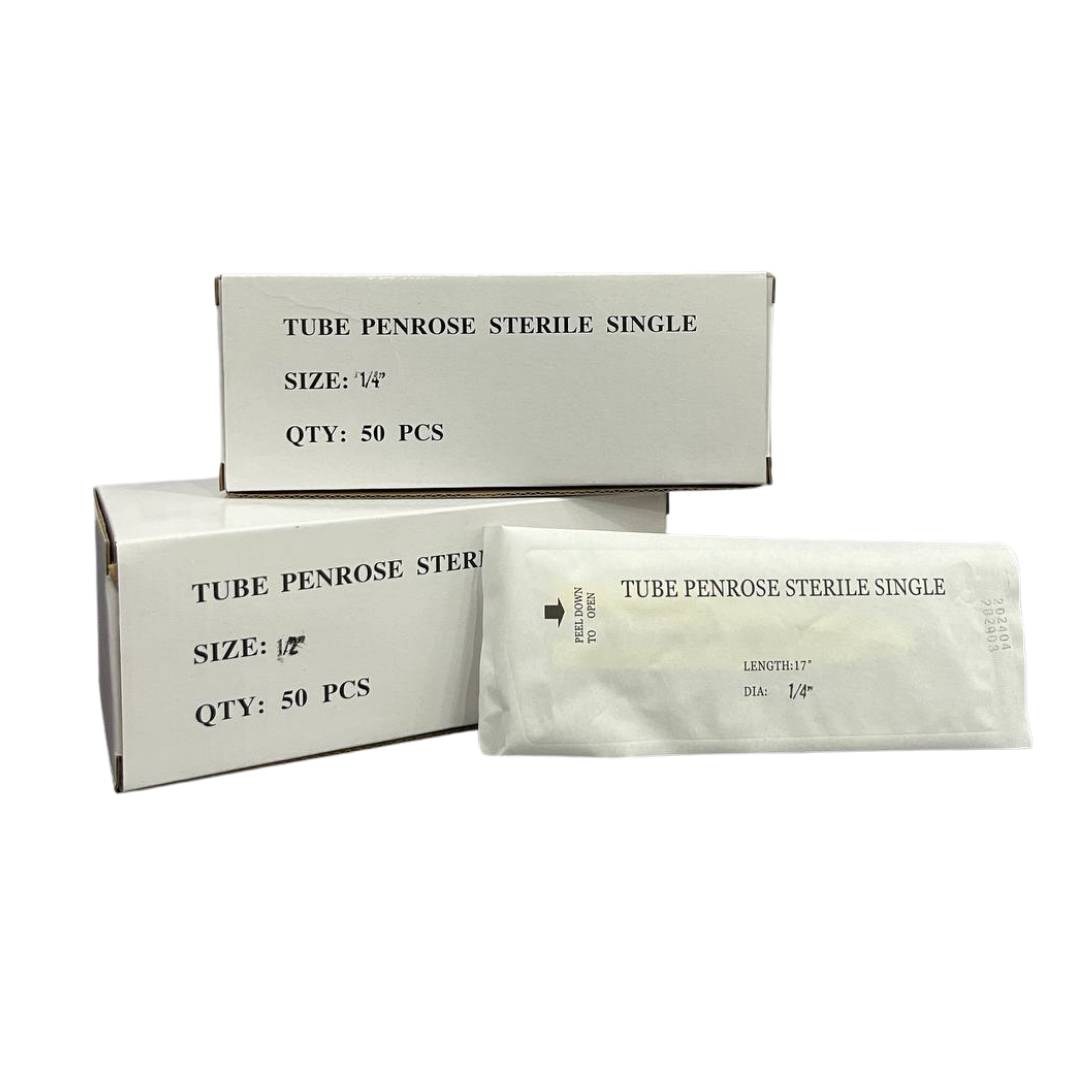 TUBE PENROSE STERILE SINGLE
SIZE: 1/4"
QTY: 50 PCS
TUBE PENROSE
SIZE: 1/2"
QTY: 50 PCS
PEEL DOWN
TO OPEN
TUBE PENROSE STERILE SINGLE
LENGTH:17"
DIA: 1/4"
202404
202903